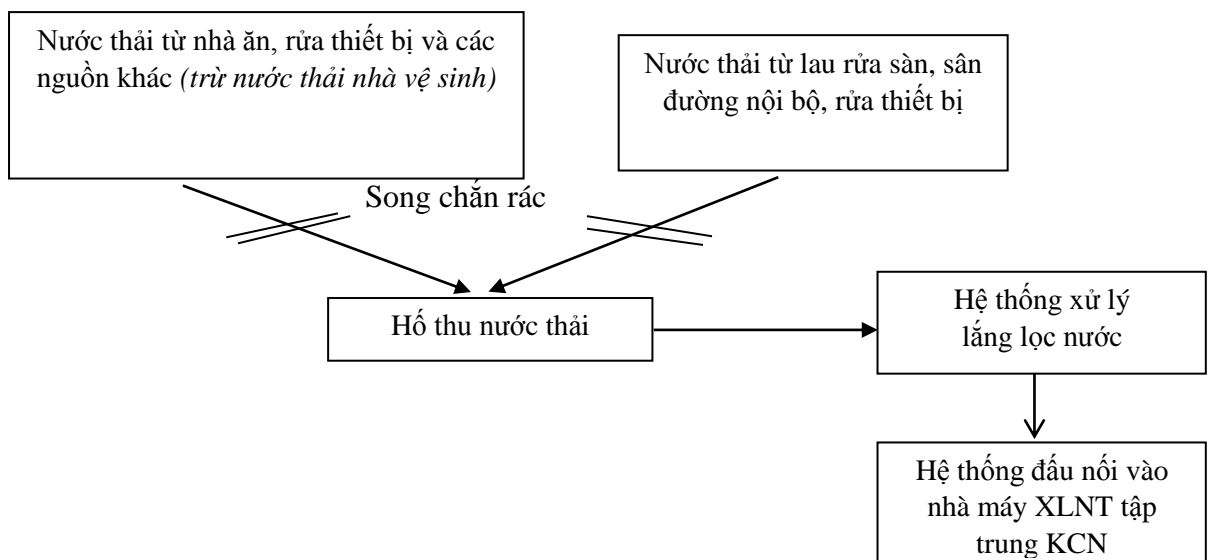 Nước thải từ nhà ăn, rửa thiết bị và các
nguồn khác (trừ nước thải nhà vệ sinh)
Nước thải từ lau rửa sàn, sân
đường nội bộ, rửa thiết bị
Song chắn rác
Hố thu nước thải
Hệ thống xử lý
lắng lọc nước
Hệ thống đấu nối vào
nhà máy XLNT tập
trung KCN